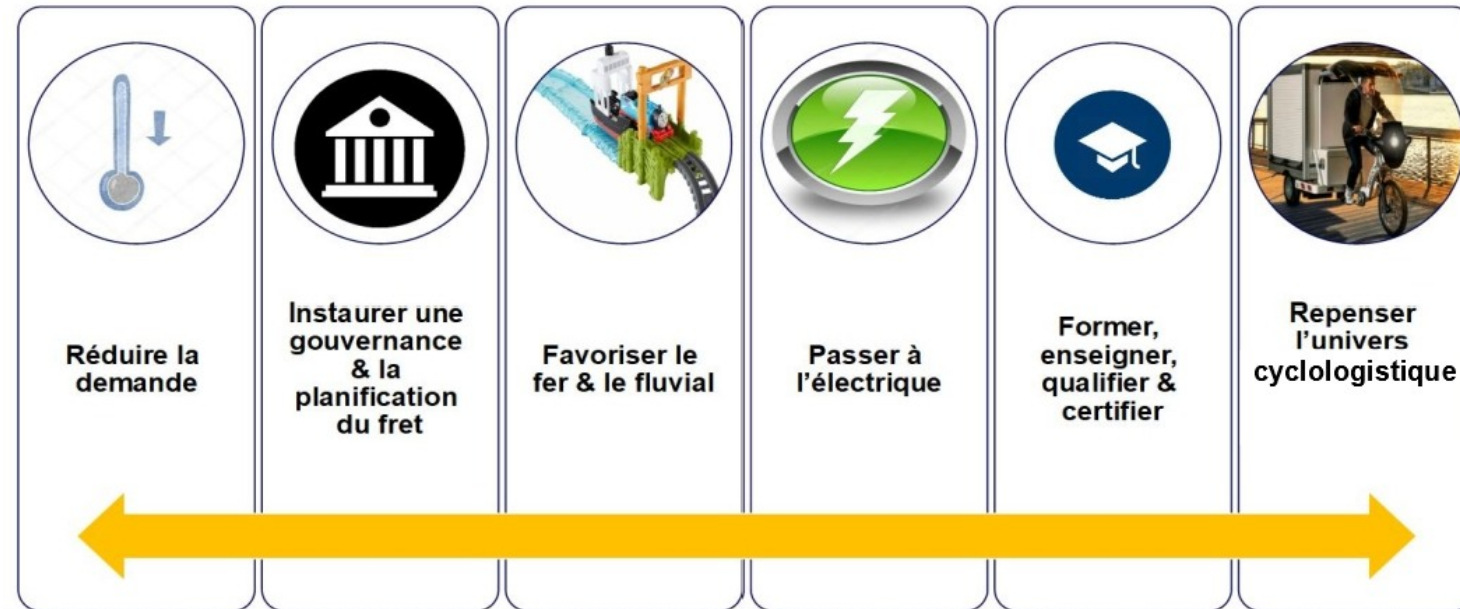 Réduire la
demande
Instaurer une
gouvernance
& la
planification
du fret
Favoriser le
fer & le fluvial
Passer à
l'électrique
Former,
enseigner,
qualifier &
certifier
Repenser
l'univers
cyclologistique